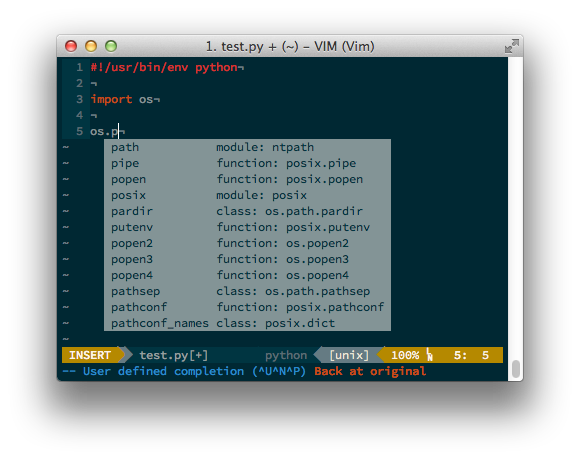 1. test.py + (~) – VIM (Vim)
1 #!/usr/bin/env python¬
2 ¬
3 import os¬
4 ¬
5 os.p¬
~ path module: ntpath
~ pipe function: posix.pipe
~ popen function: posix.popen
~ posix module: posix
~ pardir class: os.path.pardir
~ putenv function: posix.putenv
~ popen2 function: os.popen2
~ popen3 function: os.popen3
~ popen4 function: os.popen4
~ pathsep class: os.path.pathsep
~ pathconf function: posix.pathconf
~ pathconf_names class: posix.dict
~
INSERT test.py[+] python [unix] 100% LN 5: 5
-- User defined completion (^U^N^P) Back at original